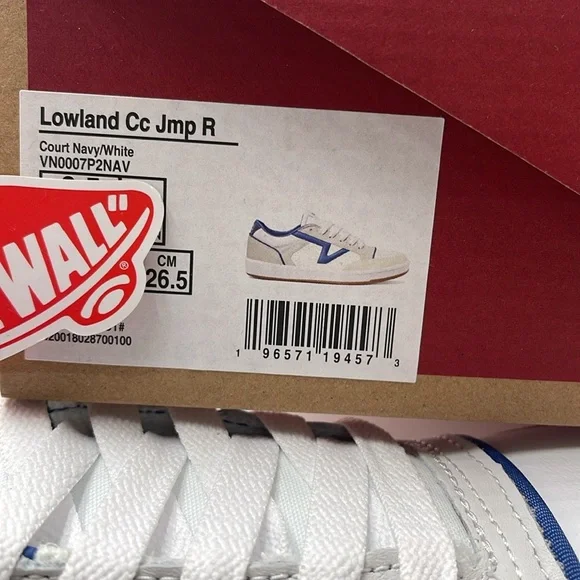 Lowland Cc Jmp R
Court Navy/White
VN0007P2NAV
WALL"
®
CM
26.5
20018028700100
1 96571 19457 3